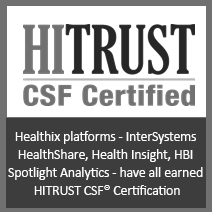 HITRUST
CSF Certified
Healthix platforms - InterSystems
HealthShare, Health Insight, HBI
Spotlight Analytics - have all earned
HITRUST CSF® Certification